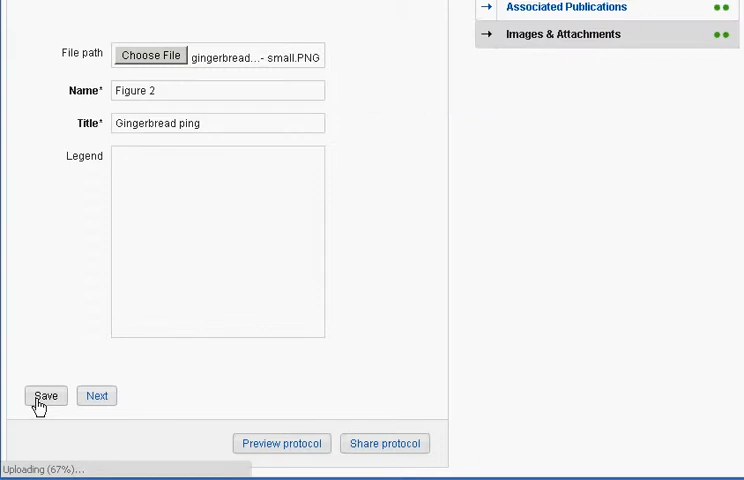 Associated Publications
Images & Attachments
File path Choose File gingerbread...- small.PNG
Name* Figure 2
Title* Gingerbread ping
Legend
Save Next
Preview protocol Share protocol
Uploading (67%)...